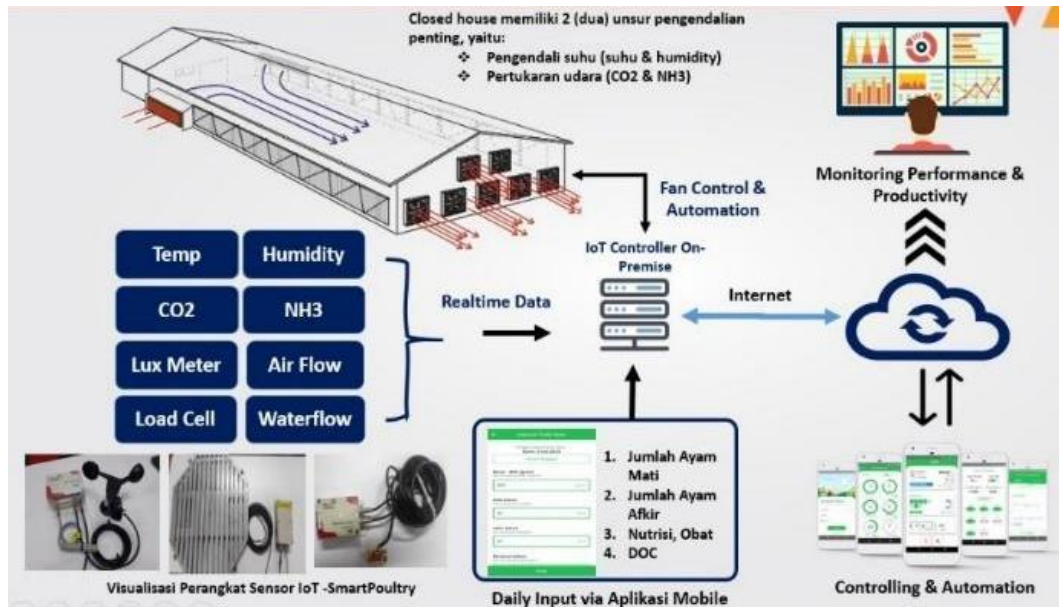 Closed house memiliki 2 (dua) unsur pengendalian
penting, yaitu:
❖ Pengendali suhu (suhu & humidity)
❖ Pertukaran udara (CO2 & NH3)
Monitoring Performance &
Productivity
Fan Control &
Automation
IoT Controller On-
Premise
Temp
Humidity
CO2
NH3
Lux Meter
Air Flow
Load Cell
Waterflow
Realtime Data
Internet
1. Jumlah Ayam
Mati
2. Jumlah Ayam
Afkir
3. Nutrisi, Obat
4. DOC
Visualisasi Perangkat Sensor IoT -SmartPoultry
Daily Input via Aplikasi Mobile
Controlling & Automation